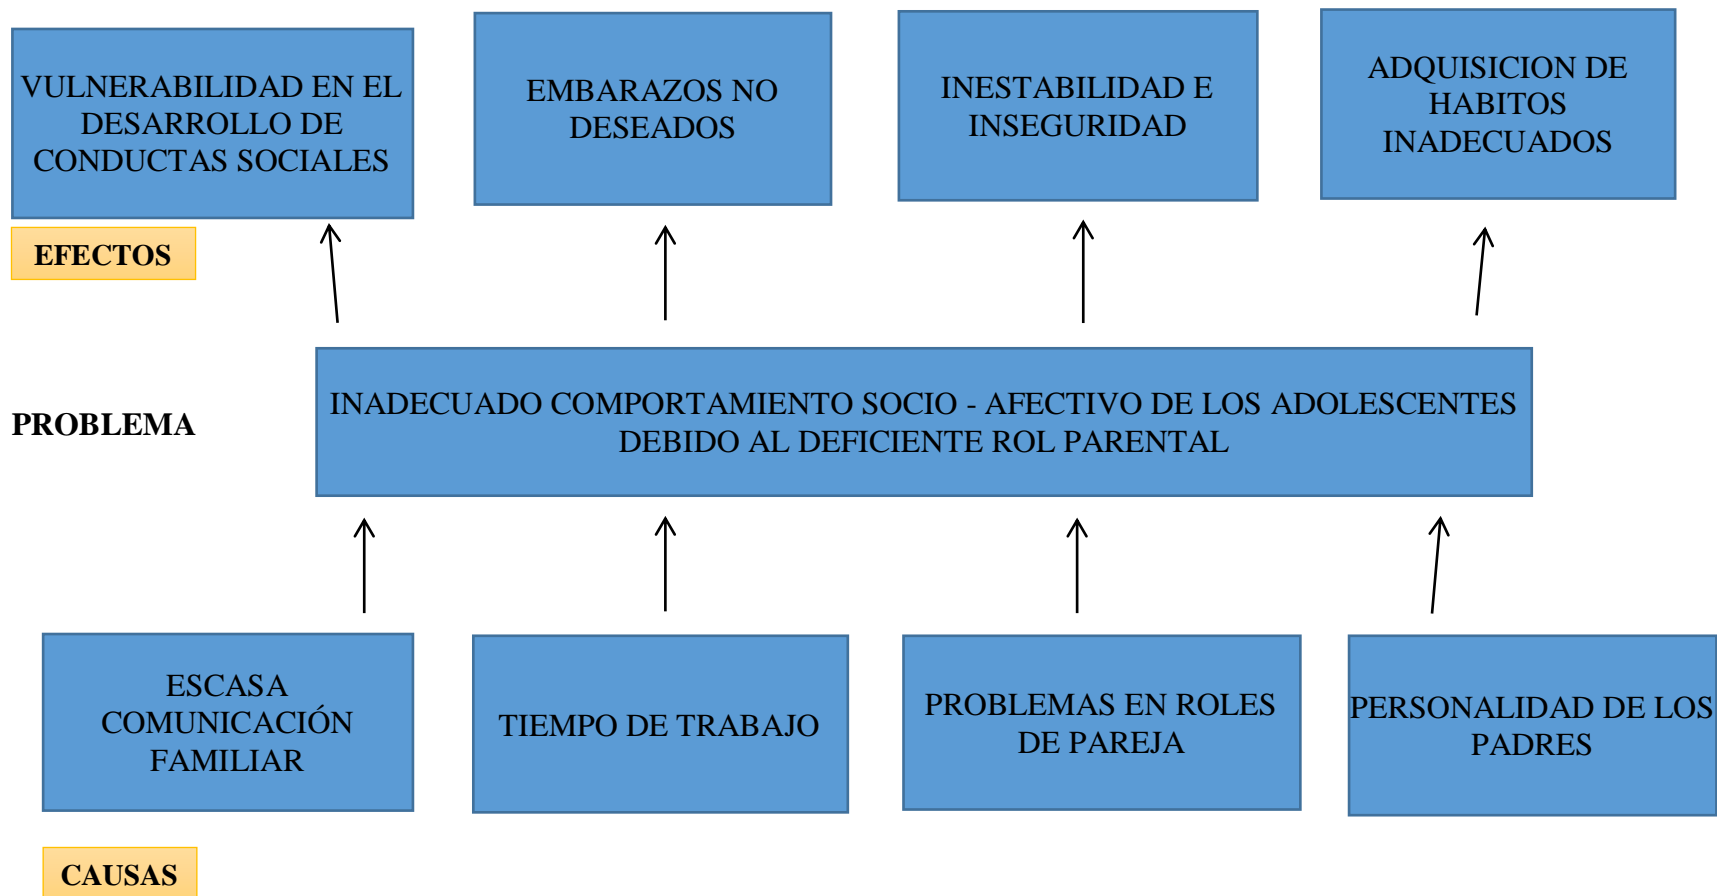 VULNERABILIDAD EN EL
DESARROLLO DE
CONDUCTAS SOCIALES
EMBARAZOS NO
DESEADOS
INESTABILIDAD E
INSEGURIDAD
ADQUISICION DE
HABITOS
INADECUADOS
EFECTOS
PROBLEMA
INADECUADO COMPORTAMIENTO SOCIO - AFECTIVO DE LOS ADOLESCENTES
DEBIDO AL DEFICIENTE ROL PARENTAL
ESCASA
COMUNICACIÓN
FAMILIAR
TIEMPO DE TRABAJO
PROBLEMAS EN ROLES
DE PAREJA
PERSONALIDAD DE LOS
PADRES
CAUSAS